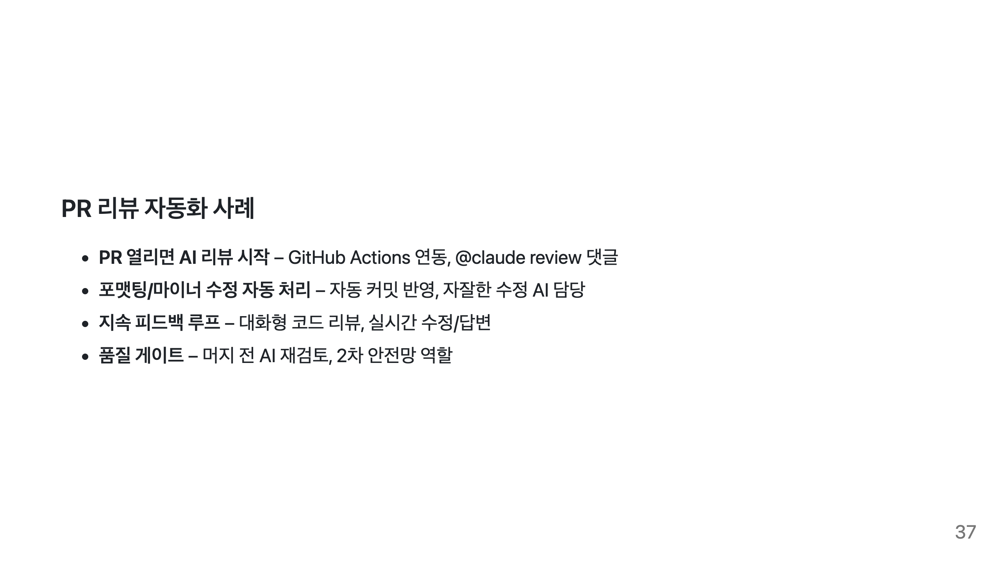 PR 리뷰 자동화 사례
• PR 열리면 AI 리뷰 시작 – GitHub Actions 연동, @claude review 댓글
• 포맷팅/마이너 수정 자동 처리 – 자동 커밋 반영, 자잘한 수정 AI 담당
• 지속 피드백 루프 – 대화형 코드 리뷰, 실시간 수정/답변
• 품질 게이트 – 머지 전 AI 재검토, 2차 안전망 역할
37